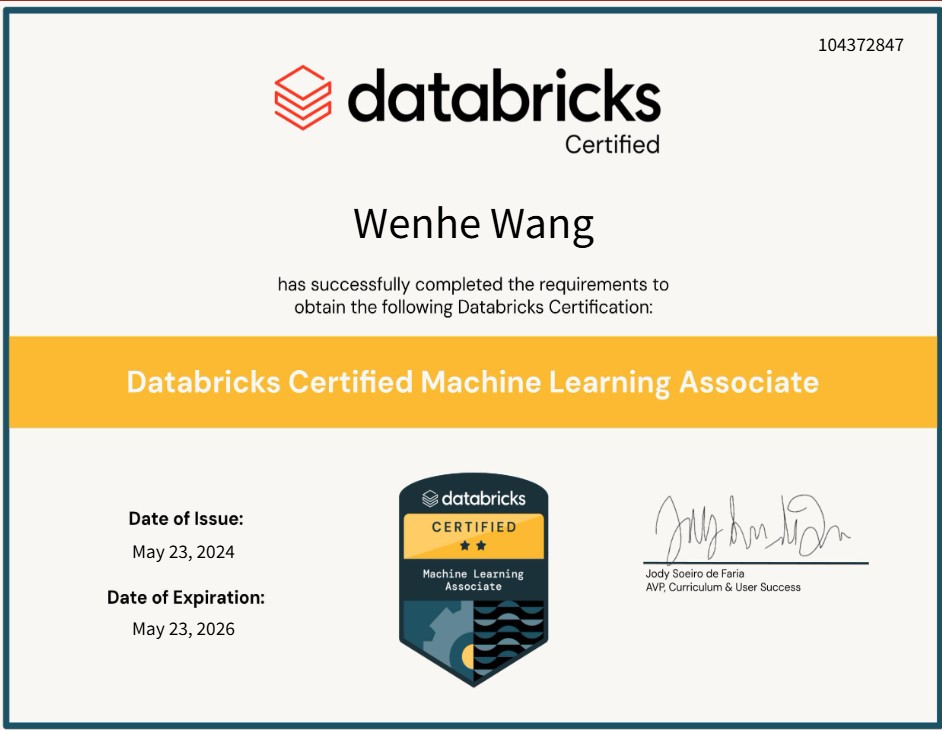 104372847
databricks
Certified
Wenhe Wang
has successfully completed the requirements to
obtain the following Databricks Certification:
Databricks Certified Machine Learning Associate
Date of Issue:
May 23, 2024
Date of Expiration:
May 23, 2026
databricks
CERTIFIED
Machine Learning
Associate
Jody Soeiro de Faria
AVP, Curriculum & User Success